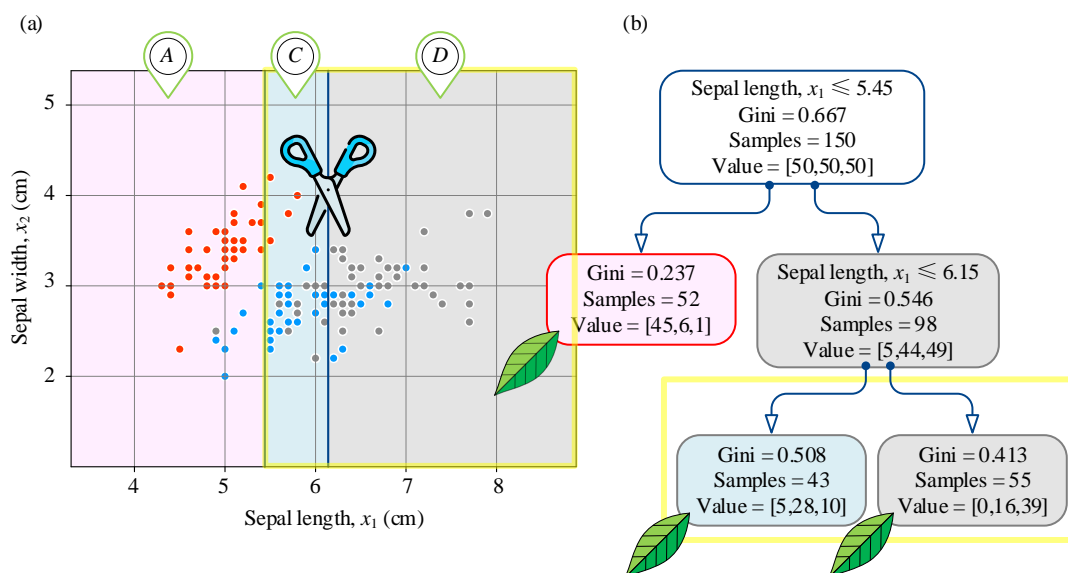 (a)
A
C
D
5
4
3
2
Sepal width, x₂ (cm)
4
5
6
7
8
Sepal length, x₁ (cm)
(b)
Sepal length, x₁ ⩽ 5.45
Gini = 0.667
Samples = 150
Value = [50,50,50]
Gini = 0.237
Samples = 52
Value = [45,6,1]
Sepal length, x₁ ⩽ 6.15
Gini = 0.546
Samples = 98
Value = [5,44,49]
Gini = 0.508
Samples = 43
Value = [5,28,10]
Gini = 0.413
Samples = 55
Value = [0,16,39]